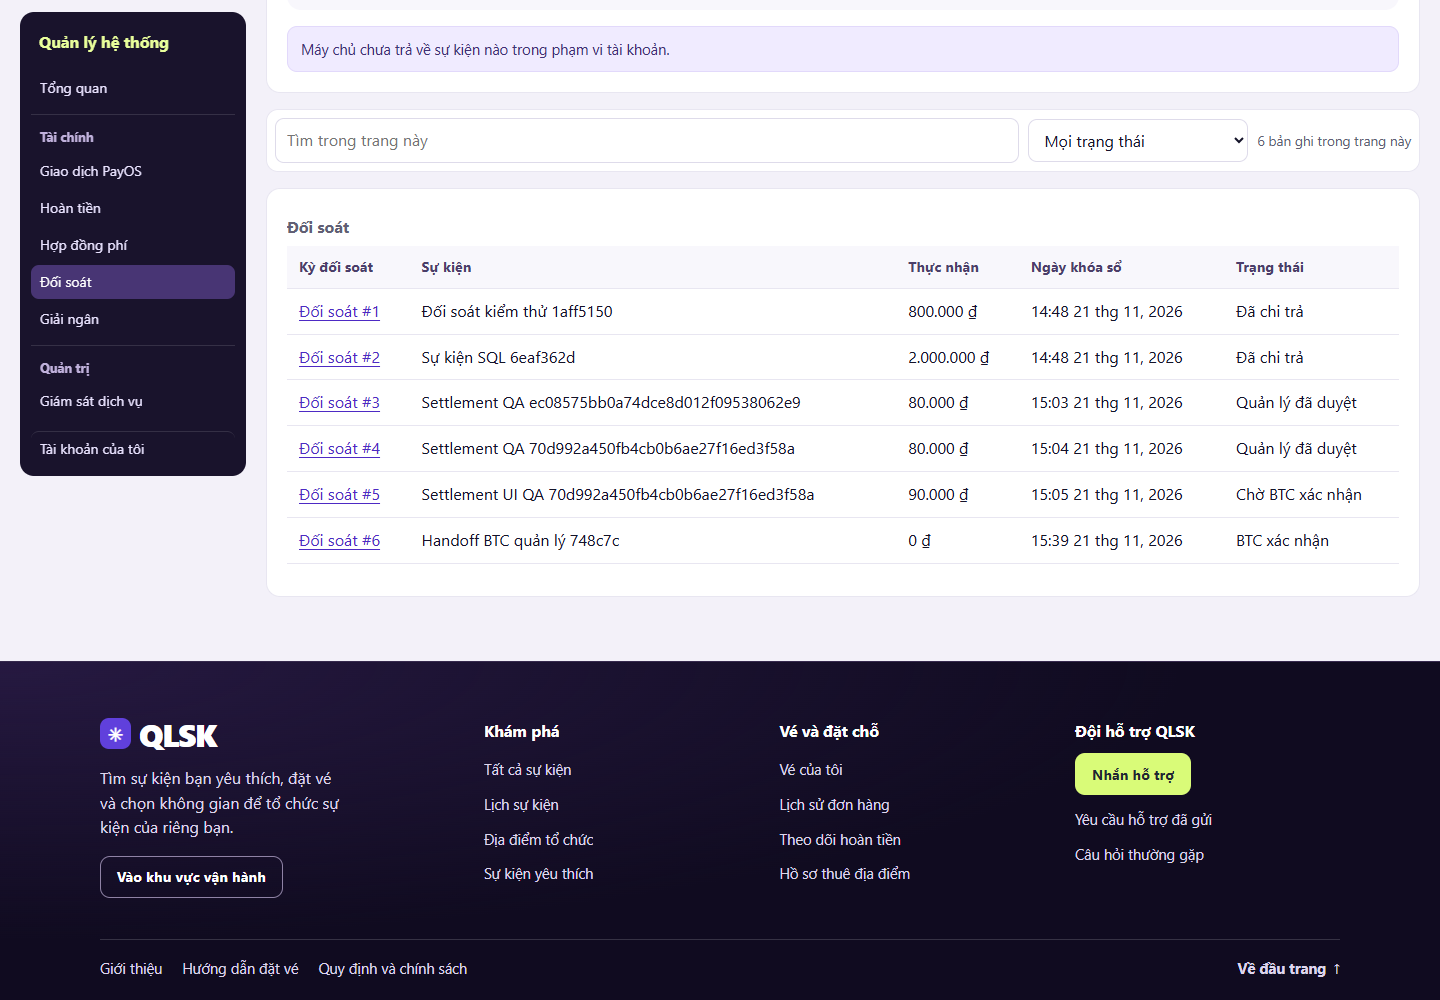 Quản lý hệ thống
Tổng quan
Tài chính
Giao dịch PayOS
Hoàn tiền
Hợp đồng phí
Đối soát
Giải ngân
Quản trị
Giám sát dịch vụ
Tài khoản của tôi
Máy chủ chưa trả về sự kiện nào trong phạm vi tài khoản.
Tìm trong trang này
Mọi trạng thái
6 bản ghi trong trang này
Đối soát
Kỳ đối soát Sự kiện Thực nhận Ngày khóa sổ Trạng thái
Đối soát #1 Đối soát kiểm thử 1aff5150 800.000 ₫ 14:48 21 thg 11, 2026 Đã chi trả
Đối soát #2 Sự kiện SQL 6eaf362d 2.000.000 ₫ 14:48 21 thg 11, 2026 Đã chi trả
Đối soát #3 Settlement QA ec08575bb0a74dce8d012f09538062e9 80.000 ₫ 15:03 21 thg 11, 2026 Quản lý đã duyệt
Đối soát #4 Settlement QA 70d992a450fb4cb0b6ae27f16ed3f58a 80.000 ₫ 15:04 21 thg 11, 2026 Quản lý đã duyệt
Đối soát #5 Settlement UI QA 70d992a450fb4cb0b6ae27f16ed3f58a 90.000 ₫ 15:05 21 thg 11, 2026 Chờ BTC xác nhận
Đối soát #6 Handoff BTC quản lý 748c7c 0 ₫ 15:39 21 thg 11, 2026 BTC xác nhận
QLSK
Tìm sự kiện bạn yêu thích, đặt vé
và chọn không gian để tổ chức sự
kiện của riêng bạn.
Vào khu vực vận hành
Khám phá
Tất cả sự kiện
Lịch sự kiện
Địa điểm tổ chức
Sự kiện yêu thích
Vé và đặt chỗ
Vé của tôi
Lịch sử đơn hàng
Theo dõi hoàn tiền
Hồ sơ thuê địa điểm
Đội hỗ trợ QLSK
Nhắn hỗ trợ
Yêu cầu hỗ trợ đã gửi
Câu hỏi thường gặp
Giới thiệu Hướng dẫn đặt vé Quy định và chính sách
Về đầu trang ↑